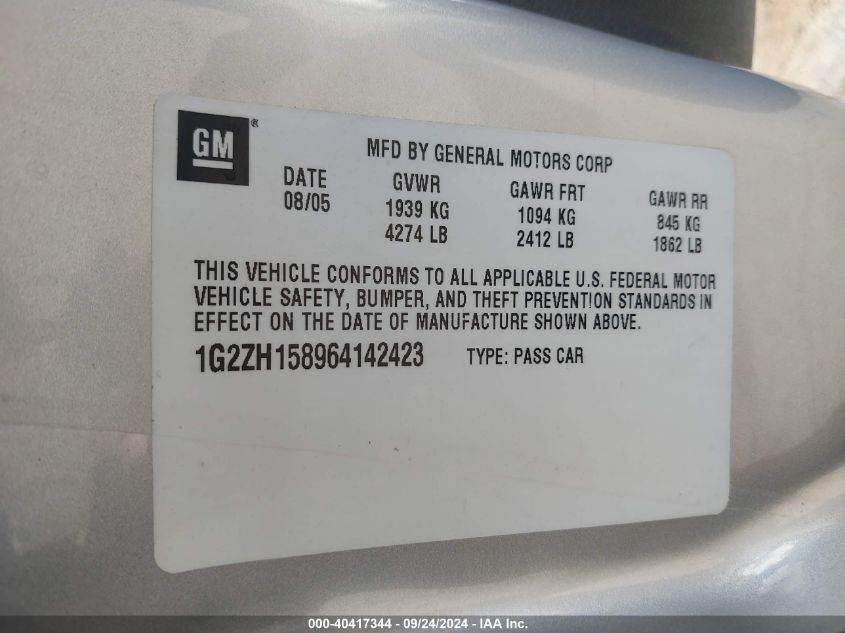 GM®
MFD BY GENERAL MOTORS CORP
DATE GVWR GAWR FRT GAWR RR
08/05 1939 KG 1094 KG 845 KG
4274 LB 2412 LB 1862 LB
THIS VEHICLE CONFORMS TO ALL APPLICABLE U.S. FEDERAL MOTOR
VEHICLE SAFETY, BUMPER, AND THEFT PREVENTION STANDARDS IN
EFFECT ON THE DATE OF MANUFACTURE SHOWN ABOVE.
1G2ZH158964142423 TYPE: PASS CAR
000-40417344 - 09/24/2024 - IAA Inc.